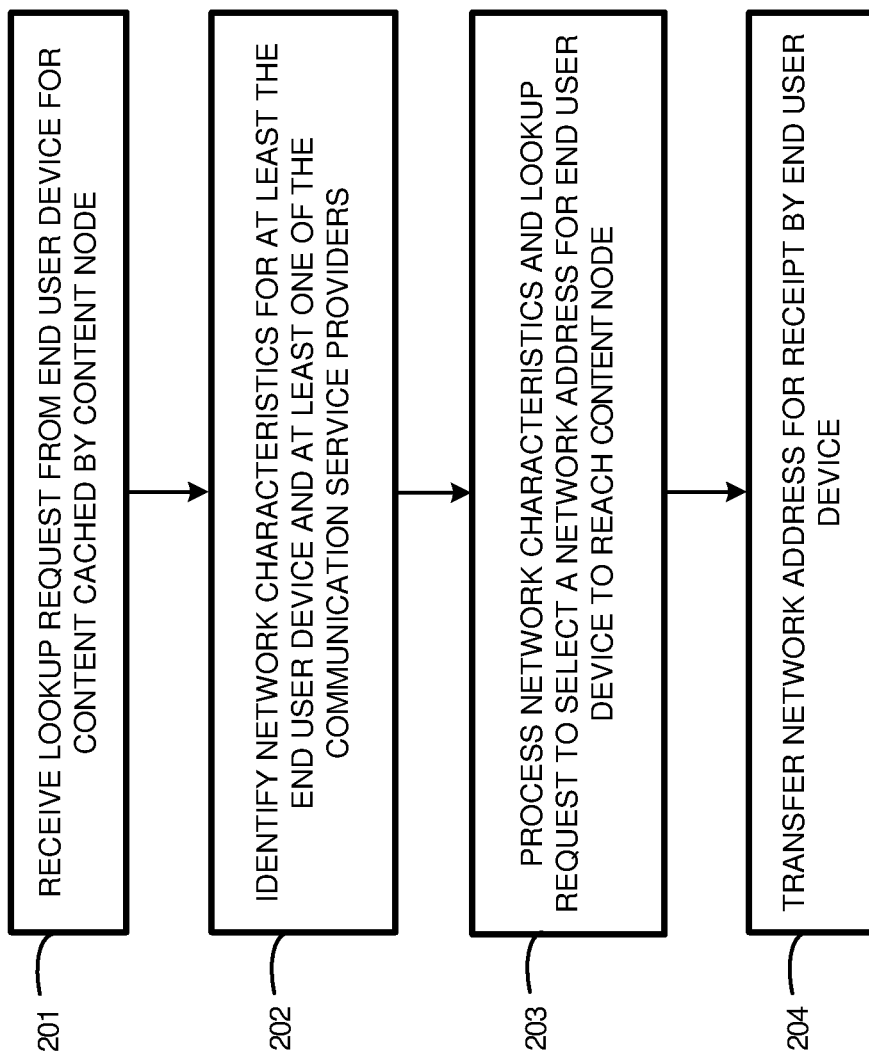 201
RECEIVE LOOKUP REQUEST FROM END USER DEVICE FOR
CONTENT CACHED BY CONTENT NODE
202
IDENTIFY NETWORK CHARACTERISTICS FOR AT LEAST THE
END USER DEVICE AND AT LEAST ONE OF THE
COMMUNICATION SERVICE PROVIDERS
203
PROCESS NETWORK CHARACTERISTICS AND LOOKUP
REQUEST TO SELECT A NETWORK ADDRESS FOR END USER
DEVICE TO REACH CONTENT NODE
204
TRANSFER NETWORK ADDRESS FOR RECEIPT BY END USER
DEVICE